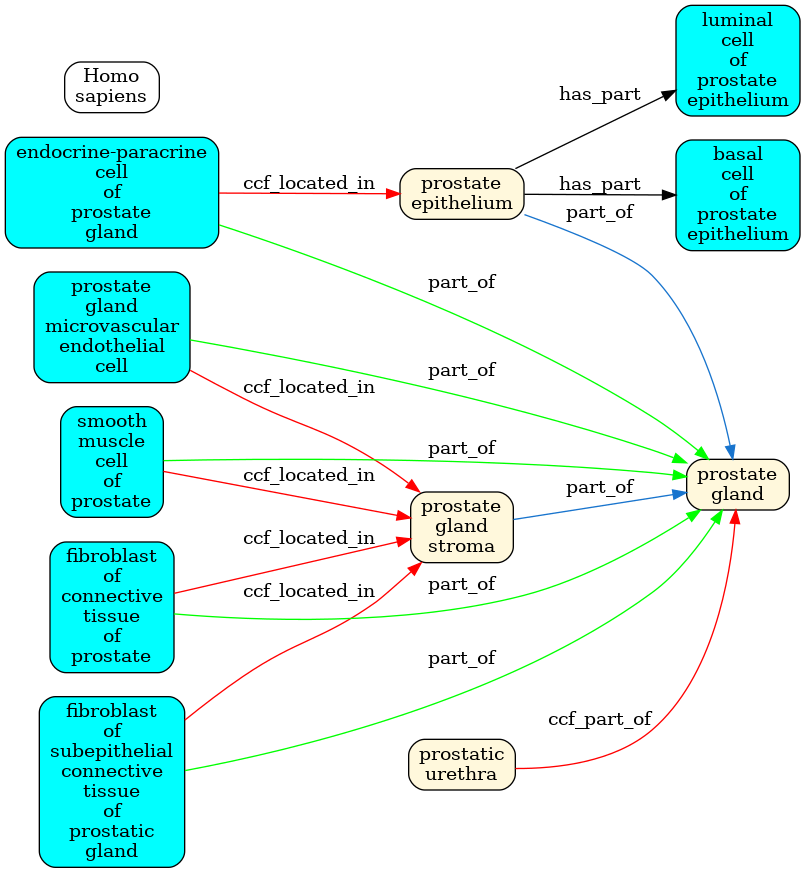 Homo
sapiens
endocrine-paracrine
cell
of
prostate
gland
prostate
gland
microvascular
endothelial
cell
smooth
muscle
cell
of
prostate
fibroblast
of
connective
tissue
of
prostate
fibroblast
of
subepithelial
connective
tissue
of
prostatic
gland
ccf_located_in
part_of
part_of
ccf_located_in
part_of
ccf_located_in
ccf_located_in
part_of
ccf_located_in
part_of
prostate
epithelium
prostate
gland
stroma
prostatic
urethra
has_part
has_part
part_of
part_of
ccf_part_of
luminal
cell
of
prostate
epithelium
basal
cell
of
prostate
epithelium
prostate
gland